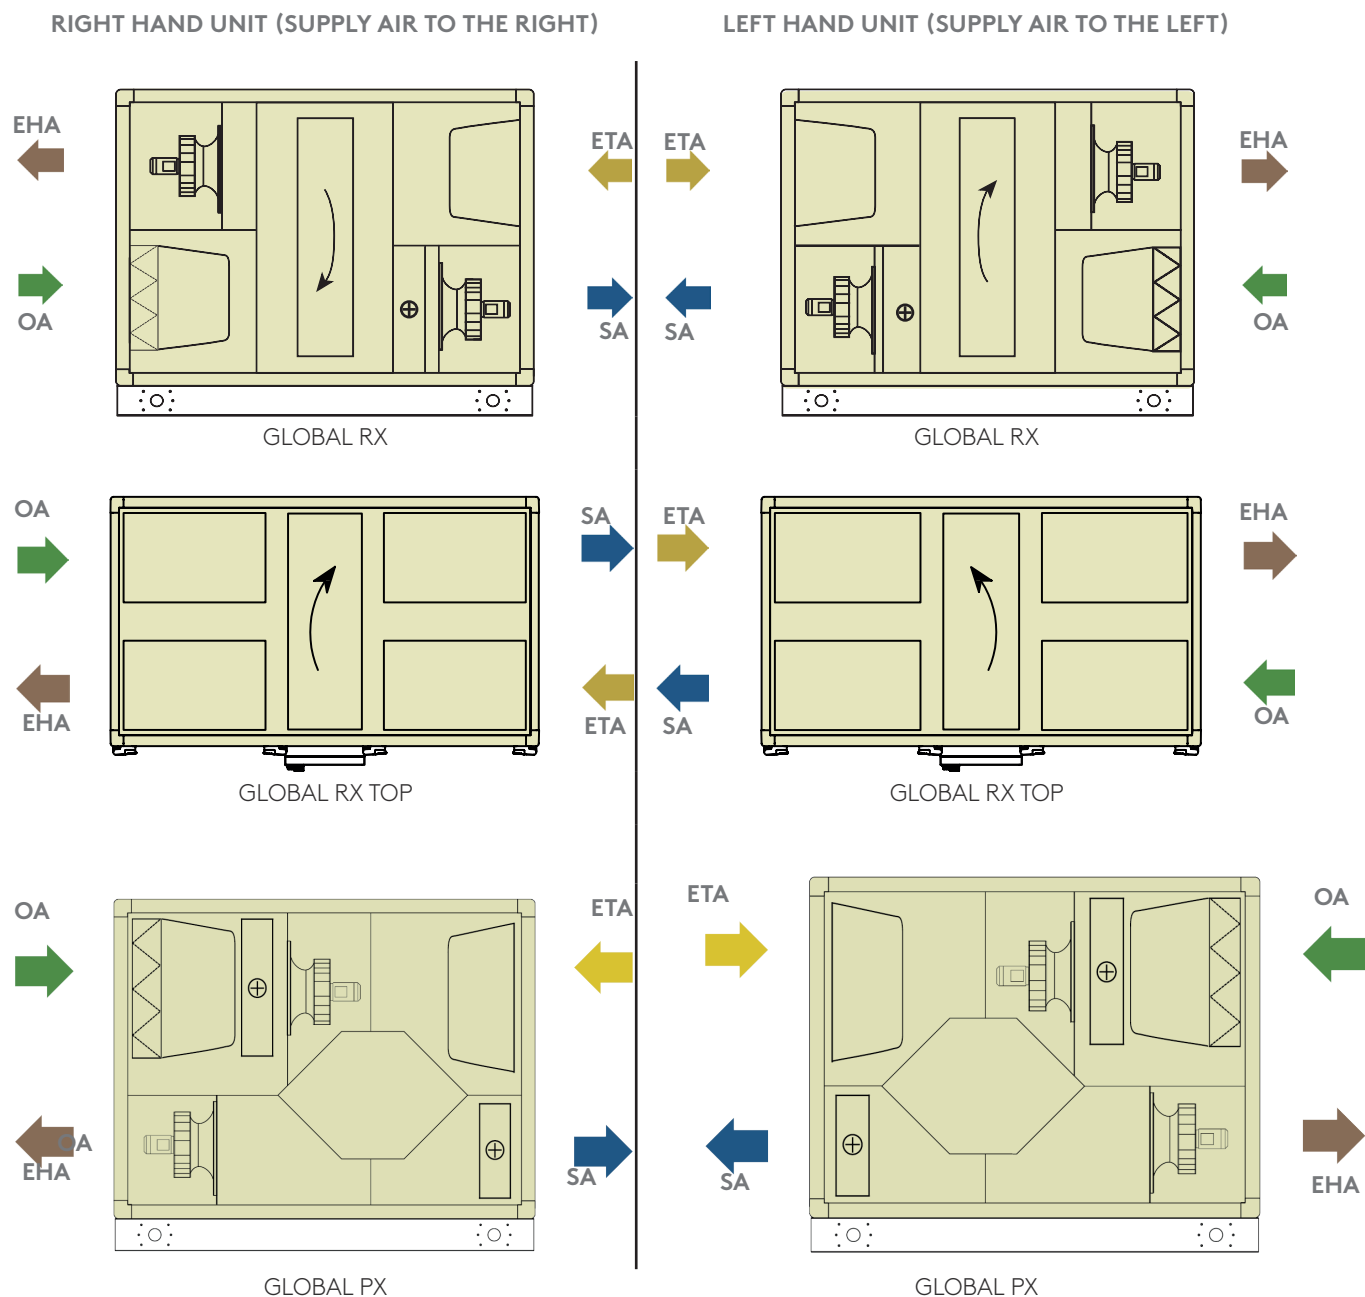 RIGHT HAND UNIT (SUPPLY AIR TO THE RIGHT)
LEFT HAND UNIT (SUPPLY AIR TO THE LEFT)
EHA
ETA
ETA
EHA
OA
SA
SA
OA
GLOBAL RX
GLOBAL RX
OA
SA
ETA
EHA
EHA
ETA
SA
OA
GLOBAL RX TOP
GLOBAL RX TOP
OA
ETA
ETA
OA
OA
EHA
SA
SA
EHA
GLOBAL PX
GLOBAL PX